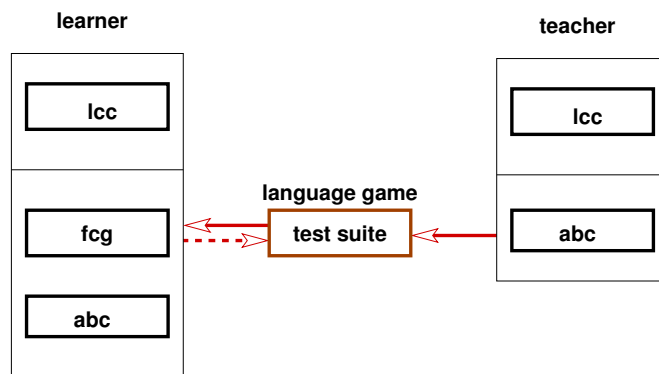 learner
teacher
lcc
lcc
language game
fcg
test suite
abc
abc